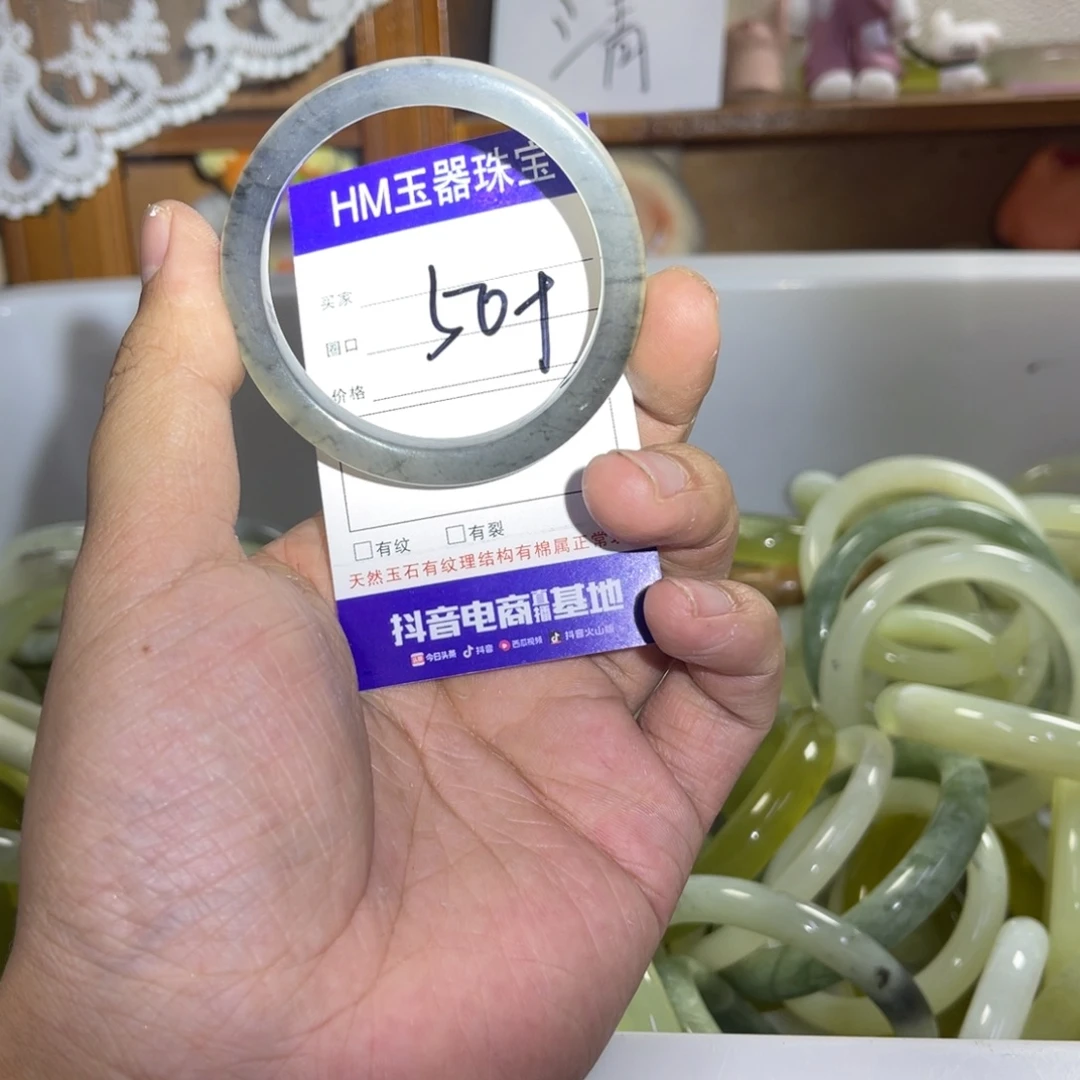 清
HM玉器珠宝
买家
圈口
501
价格
有纹 有裂
天然玉石有纹理结构有棉属正常
抖音电商直播基地
今日头条 抖音 西瓜视频 抖音火山版